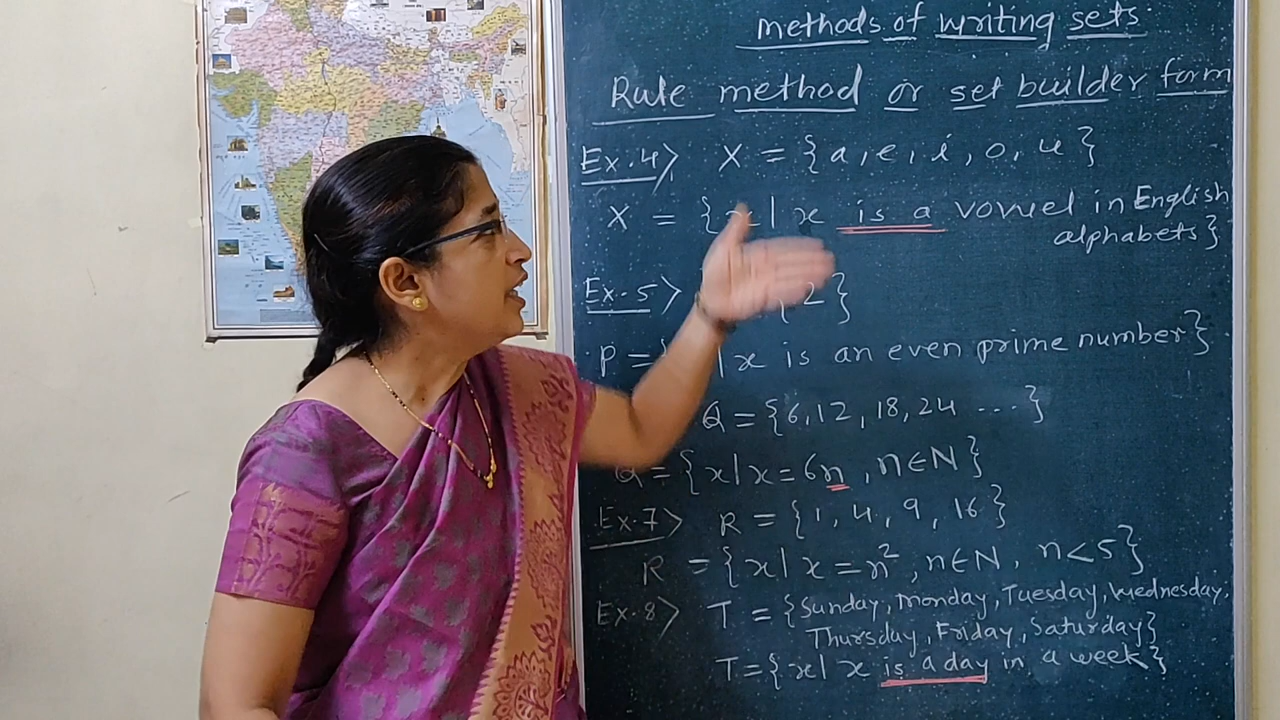 methods of writing sets
Rule method or set builder form
Ex.4> X = {a, e, i, o, u}
X = {x | x is a vowel in English
alphabets}
Ex.5> {2}
P = | x is an even prime number}
Q = {6, 12, 18, 24 ....}
Q = {x | x = 6n, n ∈ N}
Ex.7> R = {1, 4, 9, 16}
R = {x | x = n², n ∈ N, n < 5}
Ex.8> T = {Sunday, Monday, Tuesday, Wednesday,
Thursday, Friday, Saturday}
T = {x | x is a day in a week}